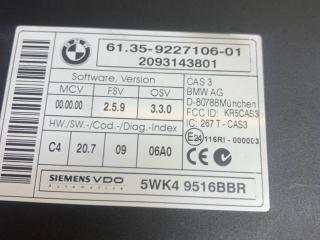 BMW
61.35-9227106-01
2093143801
Software, Version
MCV FSV SV
00.00.00 2.5.9 3.3.0
HW./SW.-/Cod.-/Diag.-Index
C4 20.7 09 06A0
CAS 3
BMW AG
D-80788München
FCC ID: KR5CAS3
IC: 267 T - CAS3
E24 116RI - 000003
SIEMENS VDO
Automotive
5WK4 9516BBR